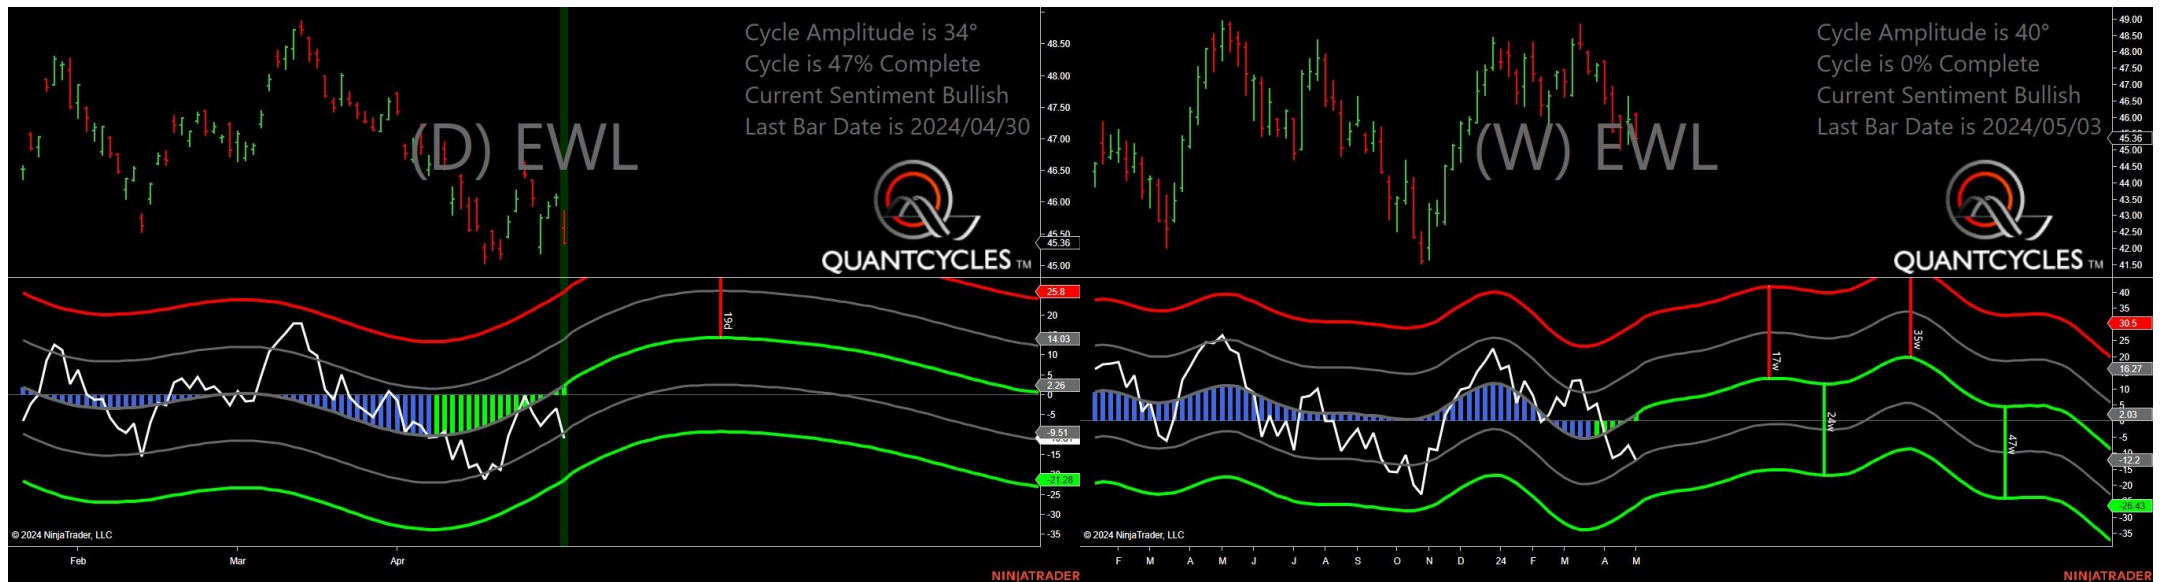 Cycle Amplitude is 34°
Cycle is 47% Complete
Current Sentiment Bullish
Last Bar Date is 2024/04/30
(D) EWL
QUANTCYCLES TM
48.50
48.00
47.50
47.00
46.50
46.00
45.50
45.36
45.00
25.8
20
14.03
10
5
2.26
0
-5
-9.51
-15
-21.28
-25
-30
-35
19d
© 2024 NinjaTrader, LLC
Feb Mar Apr
NINJATRADER
Cycle Amplitude is 40°
Cycle is 0% Complete
Current Sentiment Bullish
Last Bar Date is 2024/05/03
(W) EWL
QUANTCYCLES TM
49.00
48.50
48.00
47.50
47.00
46.50
46.00
45.36
45.00
44.50
44.00
43.50
43.00
42.50
42.00
41.50
40
35
30.5
25
20
16.27
10
5
2.03
0
-5
-12.2
-15
-20
-26.43
-30
-35
17w
24w
35w
47w
© 2024 NinjaTrader, LLC
F M A M J J A S O N D 24 F M A M
NINJATRADER